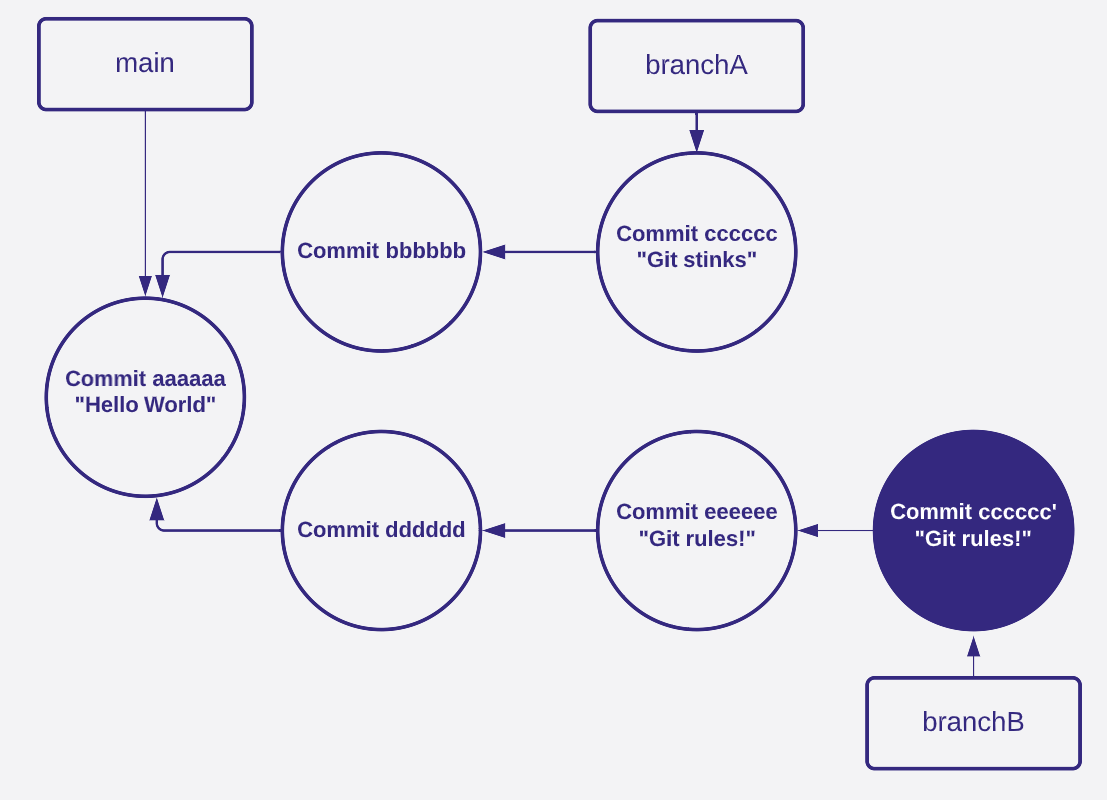 main
branchA
Commit bbbbbb
Commit cccccc
"Git stinks"
Commit aaaaaa
"Hello World"
Commit dddddd
Commit eeeeee
"Git rules!"
Commit cccccc'
"Git rules!"
branchB